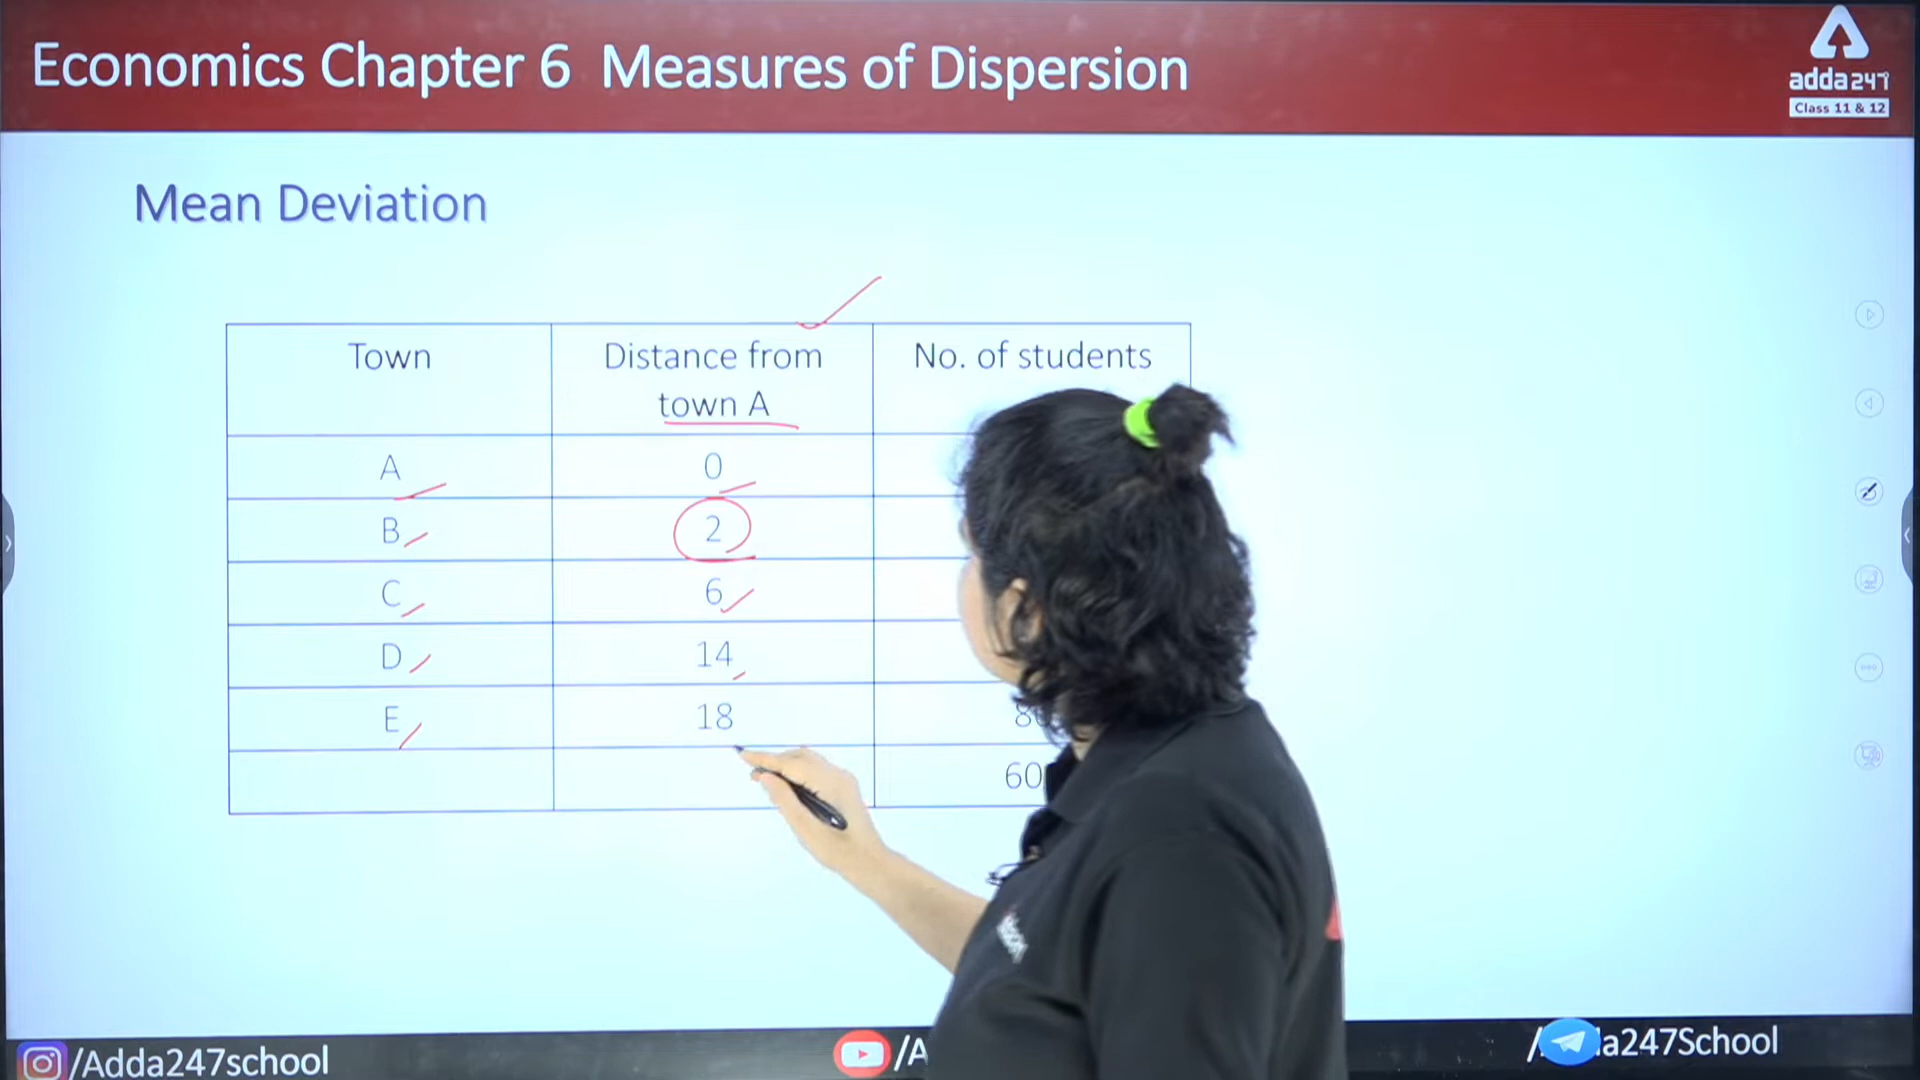 Economics Chapter 6 Measures of Dispersion
adda247
Class 11 & 12
Mean Deviation
Town
Distance from
town A
No. of students
A
0
B
2
C
6
D
14
E
18
/Adda247school